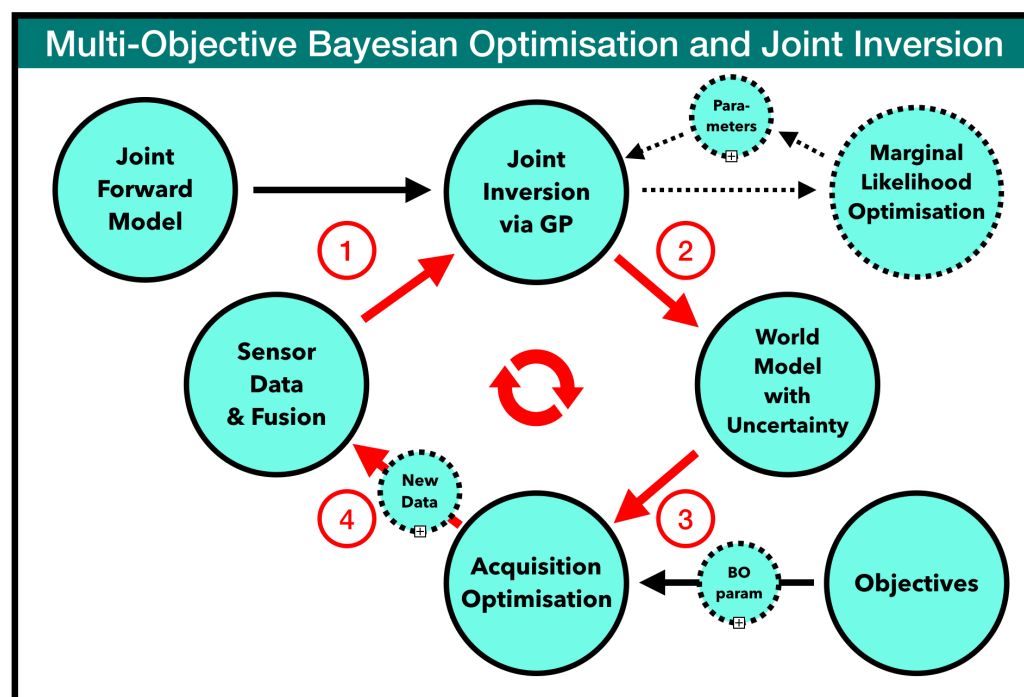 Multi-Objective Bayesian Optimisation and Joint Inversion
Joint
Forward
Model
Joint
Inversion
via GP
Para-
meters
Marginal
Likelihood
Optimisation
1
2
Sensor
Data
& Fusion
World
Model
with
Uncertainty
New
Data
4
3
Acquisition
Optimisation
BO
param
Objectives